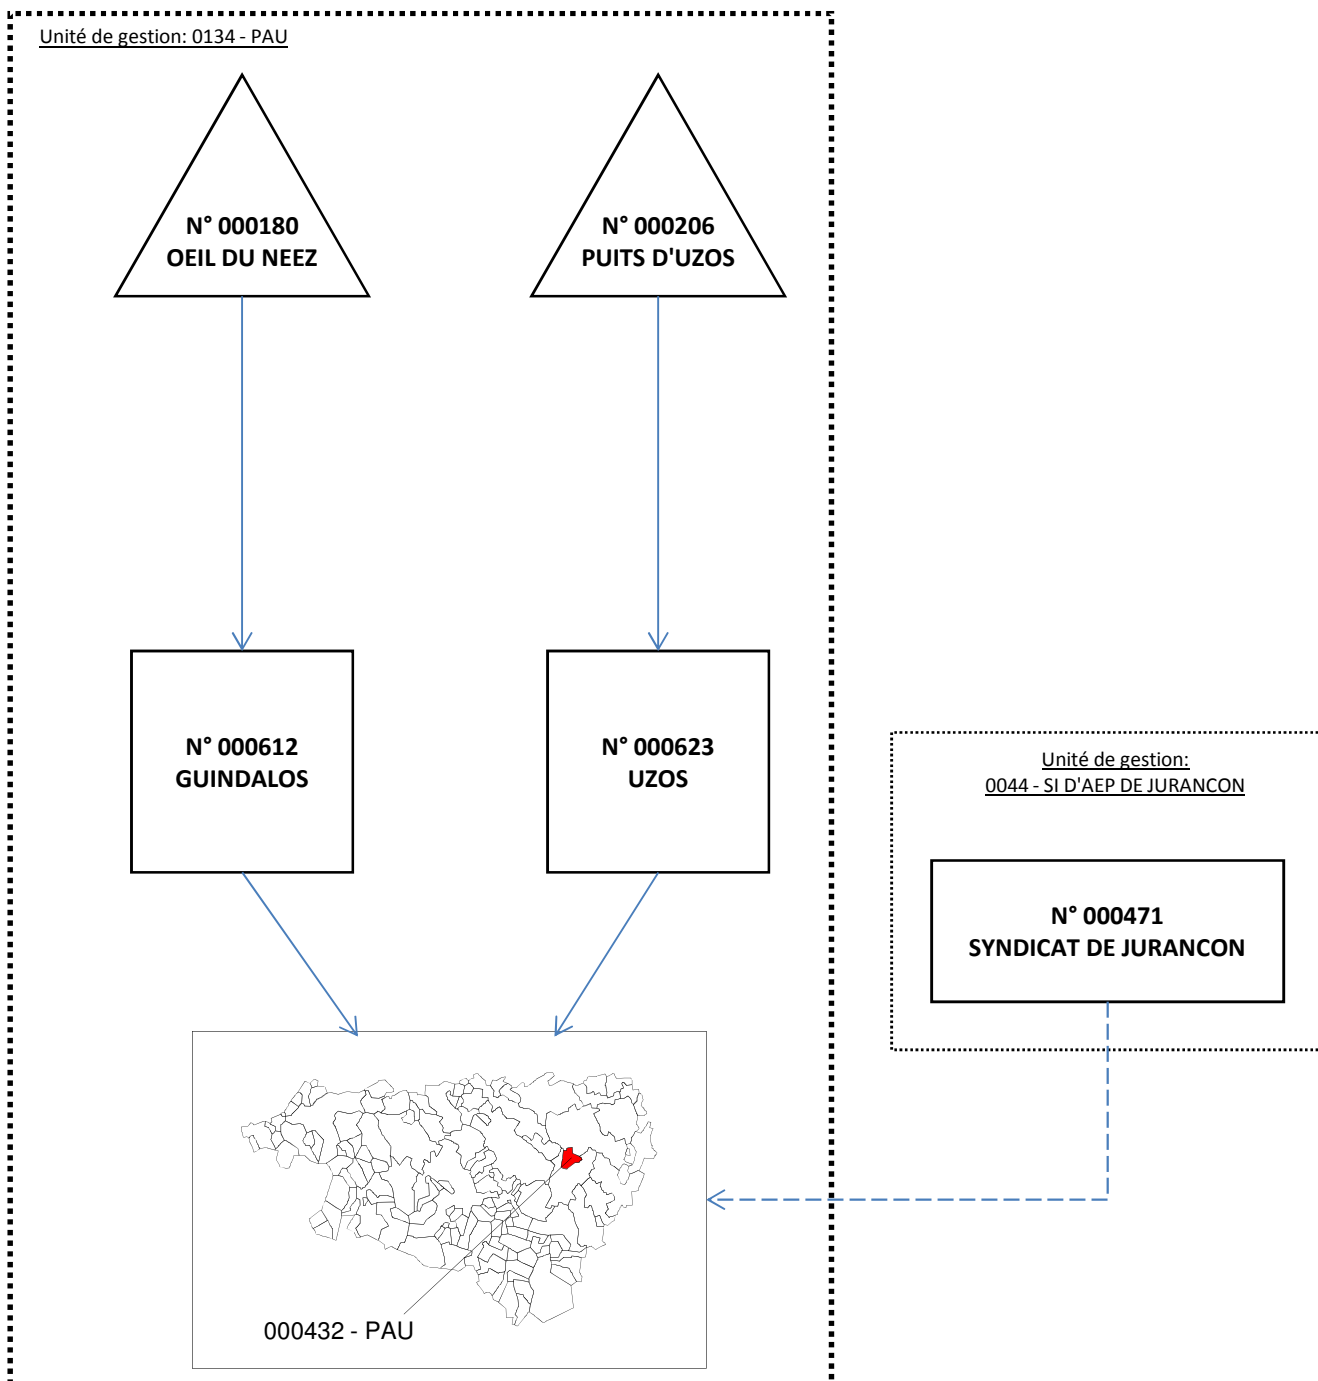 Unité de gestion: 0134 - PAU
N° 000180
OEIL DU NEEZ
N° 000206
PUITS D'UZOS
N° 000612
GUINDALOS
N° 000623
UZOS
Unité de gestion:
0044 - SI D'AEP DE JURANCON
N° 000471
SYNDICAT DE JURANCON
000432 - PAU